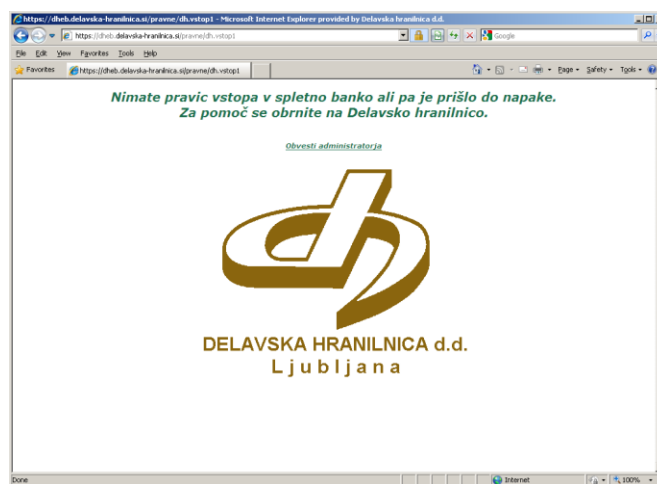 https://dheb.delavska-hranilnica.si/pravne/dh.vstop1 - Microsoft Internet Explorer provided by Delavska hranilnica d.d.
https://dheb.delavska-hranilnica.si/pravne/dh.vstop1
Google
File Edit View Favorites Tools Help
Favorites
https://dheb.delavska-hranilnica.si/pravne/dh.vstop1
Page
Safety
Tools
Nimate pravic vstopa v spletno banko ali pa je prišlo do napake.
Za pomoč se obrnite na Delavsko hranilnico.
Obvesti administratorja
DELAVSKA HRANILNICA d.d.
Ljubljana
Done
Internet
100%